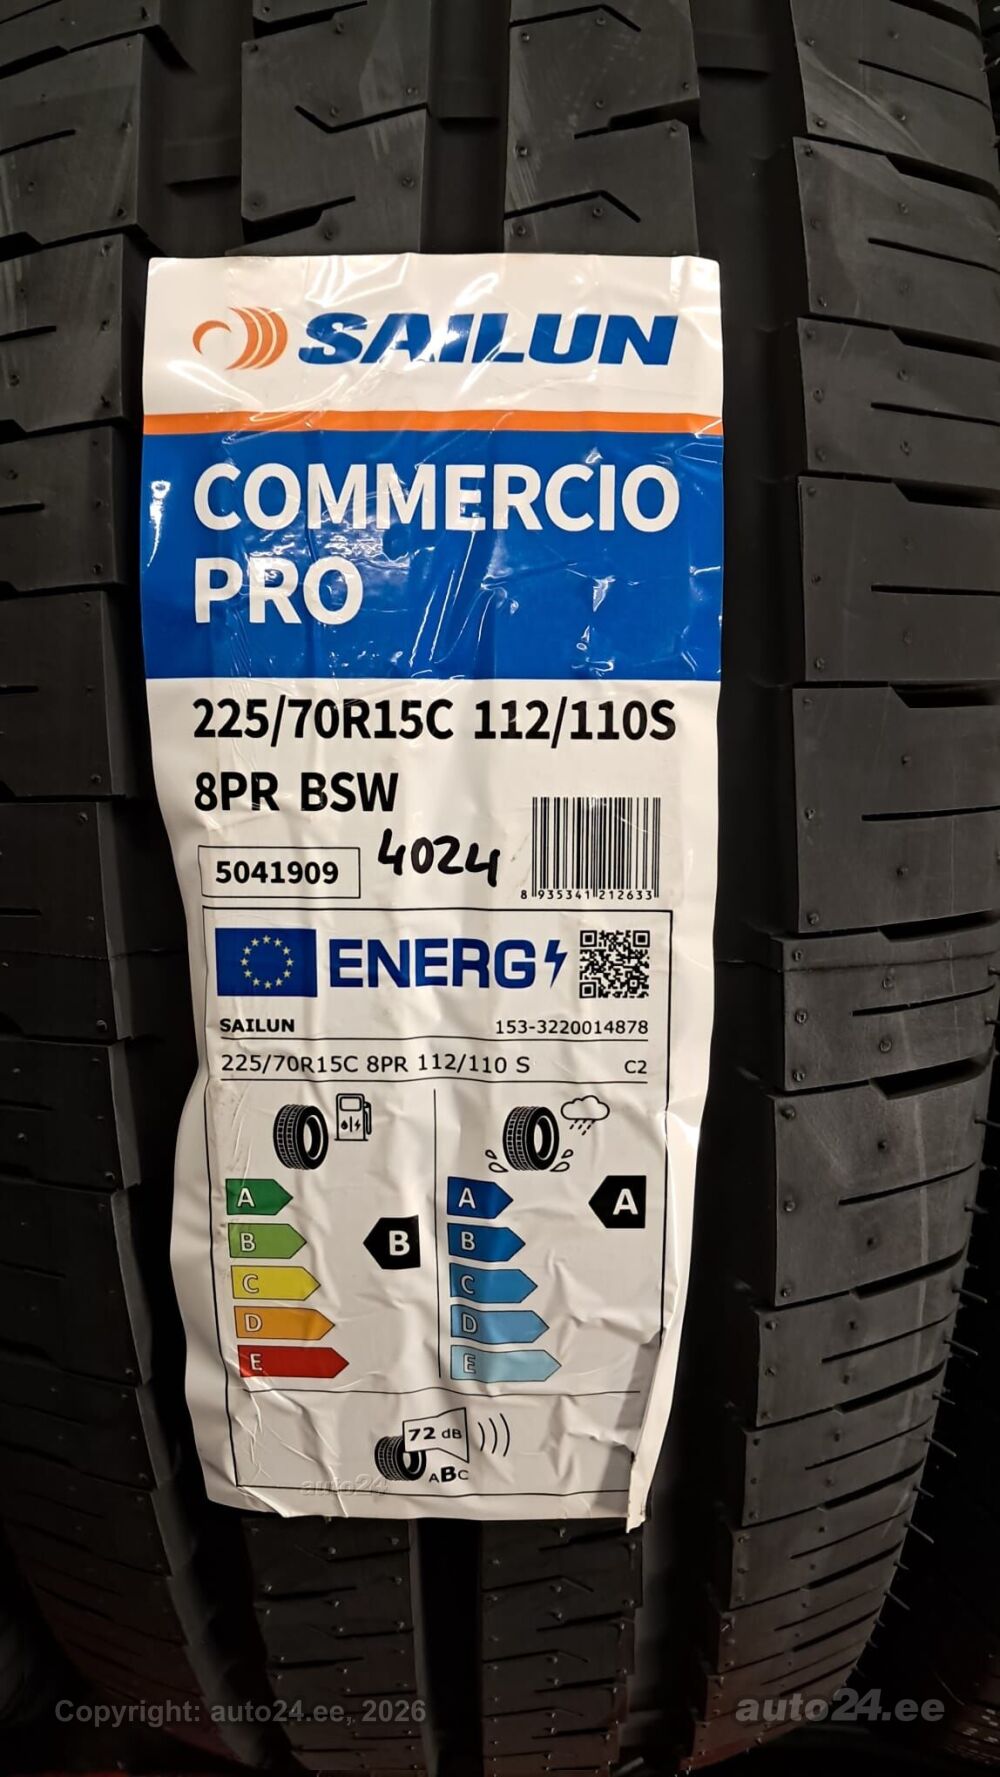 SAILUN
COMMERCIO
PRO
225/70R15C 112/110S
8PR BSW
5041909
4024
8 935341 212633
ENERG
SAILUN 153-3220014878
225/70R15C 8PR 112/110 S C2
A A A
B B B
C C
D D
E E
72 dB
ABC
auto24
Copyright: auto24.ee, 2026
auto24.ee